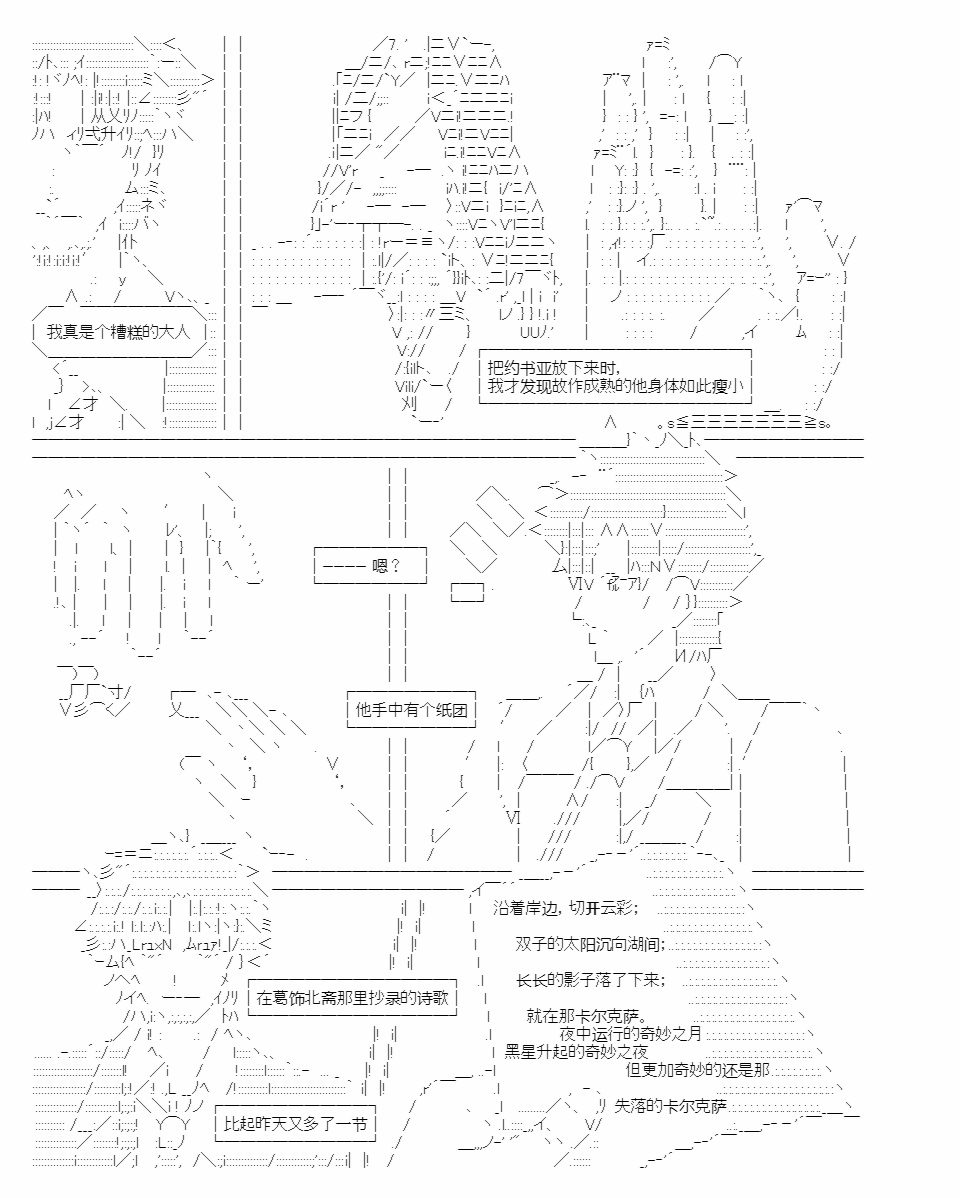 我真是个糟糕的大人
把约书亚放下来时，
我才发现故作成熟的他身体如此瘦小
嗯？
他手中有个纸团
沿着岸边，切开云彩；
双子的太阳沉向湖间；
长长的影子落了下来；
在葛饰北斋那里抄录的诗歌
就在那卡尔克萨。
夜中运行的奇妙之月
黑星升起的奇妙之夜
但更加奇妙的还是那
失落的卡尔克萨
比起昨天又多了一节